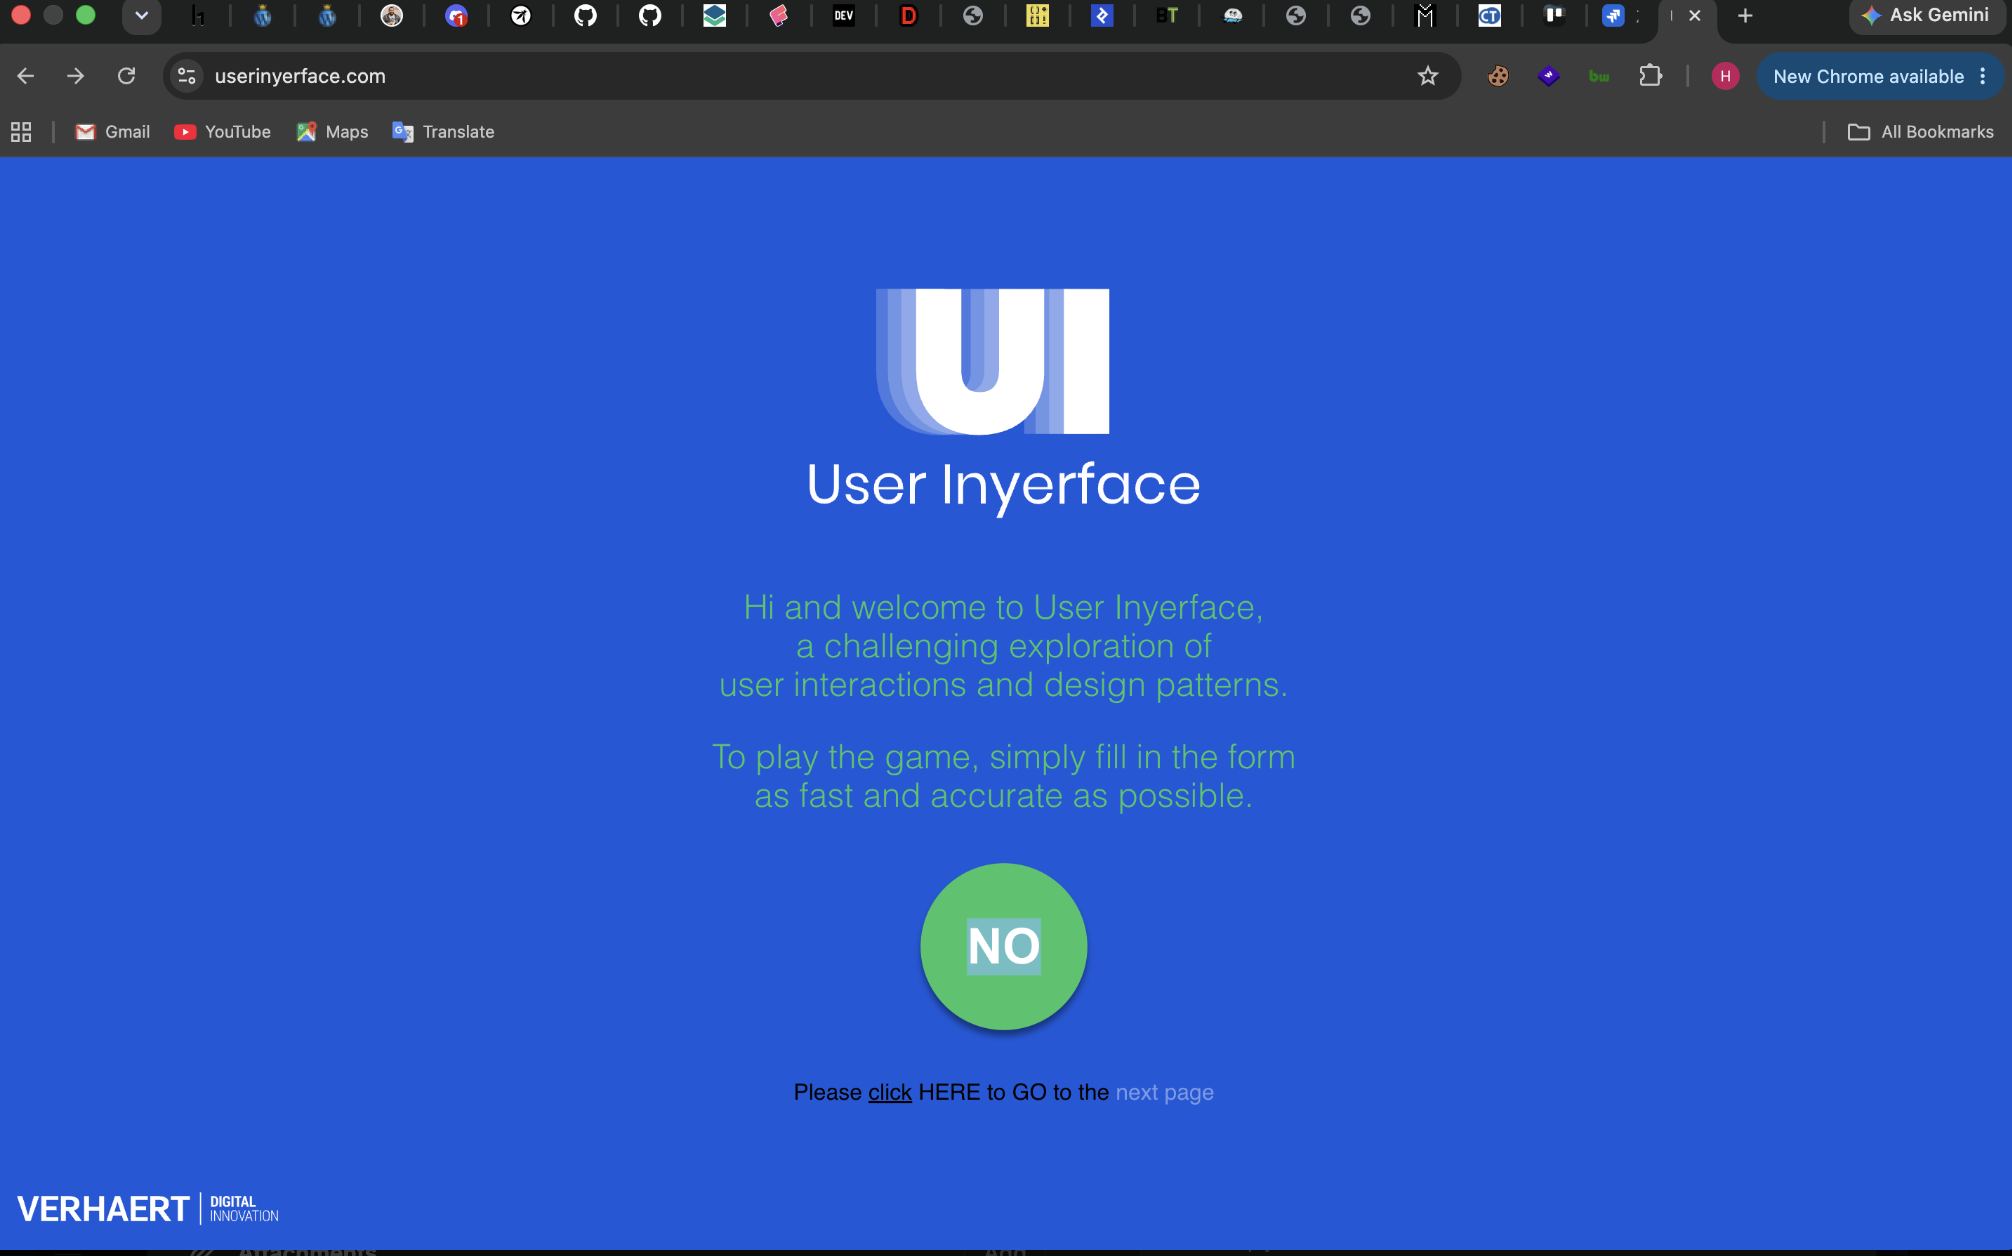 DEV
D
BT
CT
Ask Gemini
userinyerface.com
H
New Chrome available
Gmail
YouTube
Maps
Translate
All Bookmarks
UI
User Inyerface
Hi and welcome to User Inyerface,
a challenging exploration of
user interactions and design patterns.
To play the game, simply fill in the form
as fast and accurate as possible.
NO
Please click HERE to GO to the next page
VERHAERT DIGITAL
INNOVATION